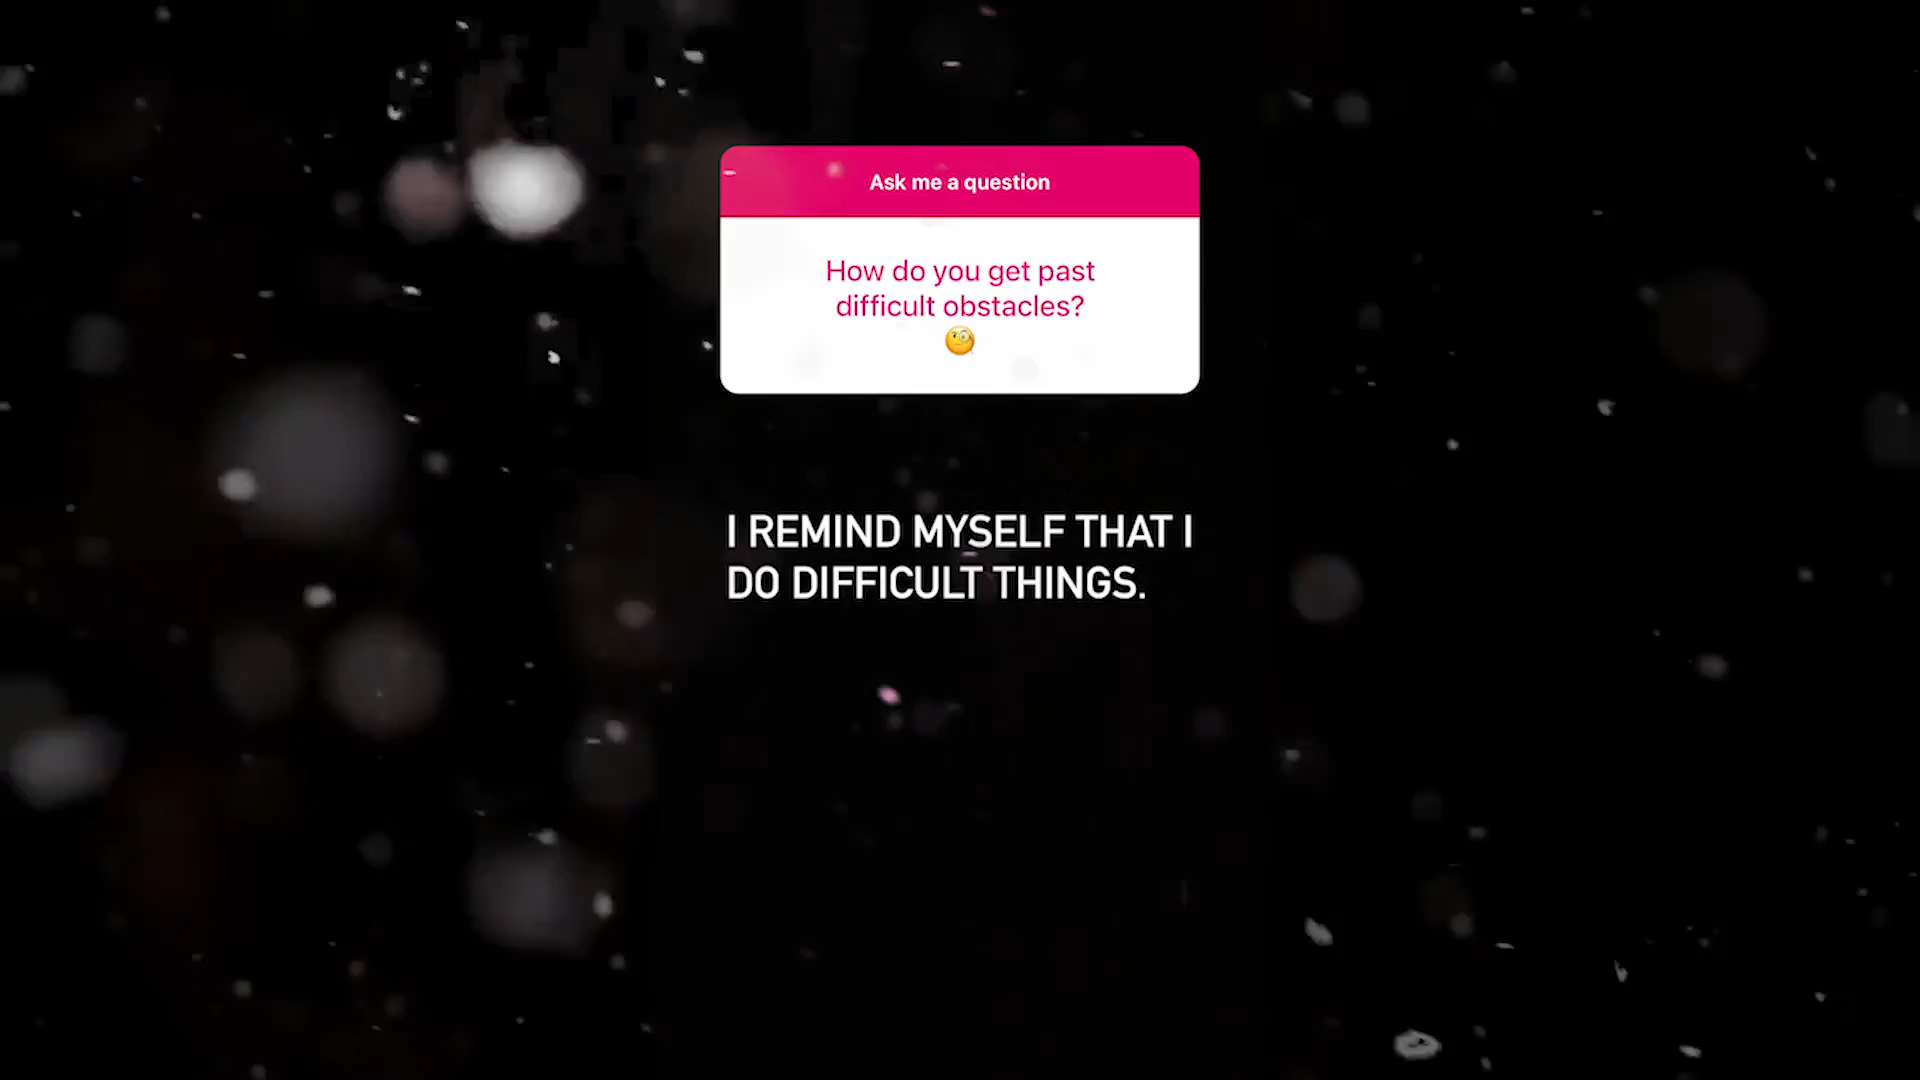 Ask me a question
How do you get past
difficult obstacles?
🧐
I REMIND MYSELF THAT I
DO DIFFICULT THINGS.